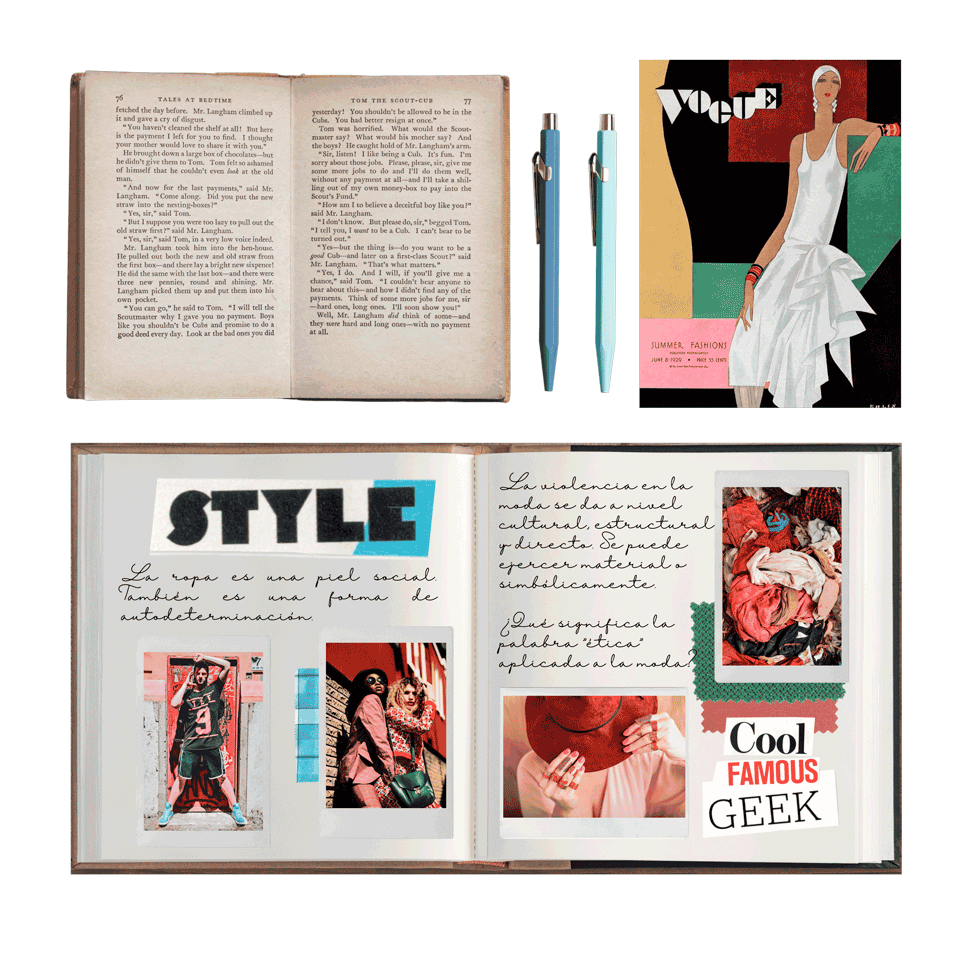 76 TALES AT BEDTIME
fetched the day before. Mr. Langham climbed up
it and gave a cry of disgust.
"You haven't cleaned the shelf at all! But here
is the payment I left for you to find. I thought
your mother would love to share it with you."
He brought down a large box of chocolates—but
he didn't give them to Tom. Tom felt so ashamed
of himself that he couldn't even look at the old
man.
"And now for the last payments," said Mr.
Langham. "Come along. Did you put the new
straw into the nesting-boxes?"
"Yes, sir," said Tom.
"But I suppose you were too lazy to pull out the
old straw first?" said Mr. Langham.
"Yes, sir," said Tom, in a very low voice indeed.
Mr. Langham took him into the hen-house.
He pulled out both the new and old straw from
the first box—and there lay a bright new sixpence!
He did the same with the last box—and there were
three new pennies, round and shining. Mr.
Langham picked them up and put them into his
own pocket.
"You can go," he said to Tom. "I will tell the
Scoutmaster why I gave you no payment. Boys
like you shouldn't be Cubs and promise to do a
good deed every day. Look at the bad ones you did
TOM THE SCOUT-CUB 77
yesterday! You shouldn't be allowed to be in the
Cubs. You had better resign at once."
Tom was horrified. What would the Scout-
master say? What would his mother say? And
the boys? He caught hold of Mr. Langham's arm.
"Sir, listen! I like being a Cub. It's fun. I'm
sorry about those jobs. Please, please, sir, give me
some more jobs to do and I'll do them well,
without any payment at all—and I'll take a shil-
ling out of my own money-box to pay into the
Scout's Fund."
"How am I to believe a deceitful boy like you?"
said Mr. Langham.
"I don't know. But please do, sir," begged Tom.
"I tell you, I want to be a Cub. I can't bear to be
turned out."
"Yes—but the thing is—do you want to be a
good Cub—and later on a first-class Scout?" said
Mr. Langham. "That's what matters."
"Yes, I do. And I will, if you'll give me a
chance," said Tom. "I couldn't bear anyone to
hear about this—and how I didn't find any of the
payments. Think of some more jobs for me, sir
—hard ones, long ones. I'll soon show you!"
Well, Mr. Langham did think of some—and
they were hard and long ones—with no payment
at all.
VOGUE
SUMMER FASHIONS
JUNE 8·1929 • PRICE 35 CENTS
STYLE
La ropa es una piel social.
También es una forma de
autodeterminación.
La violencia en la
moda se da a nivel
cultural, estructural
y directo. Se puede
ejercer material o
simbólicamente.
¿Qué significa la
palabra "ética"
aplicada a la moda?
Cool
FAMOUS
GEEK